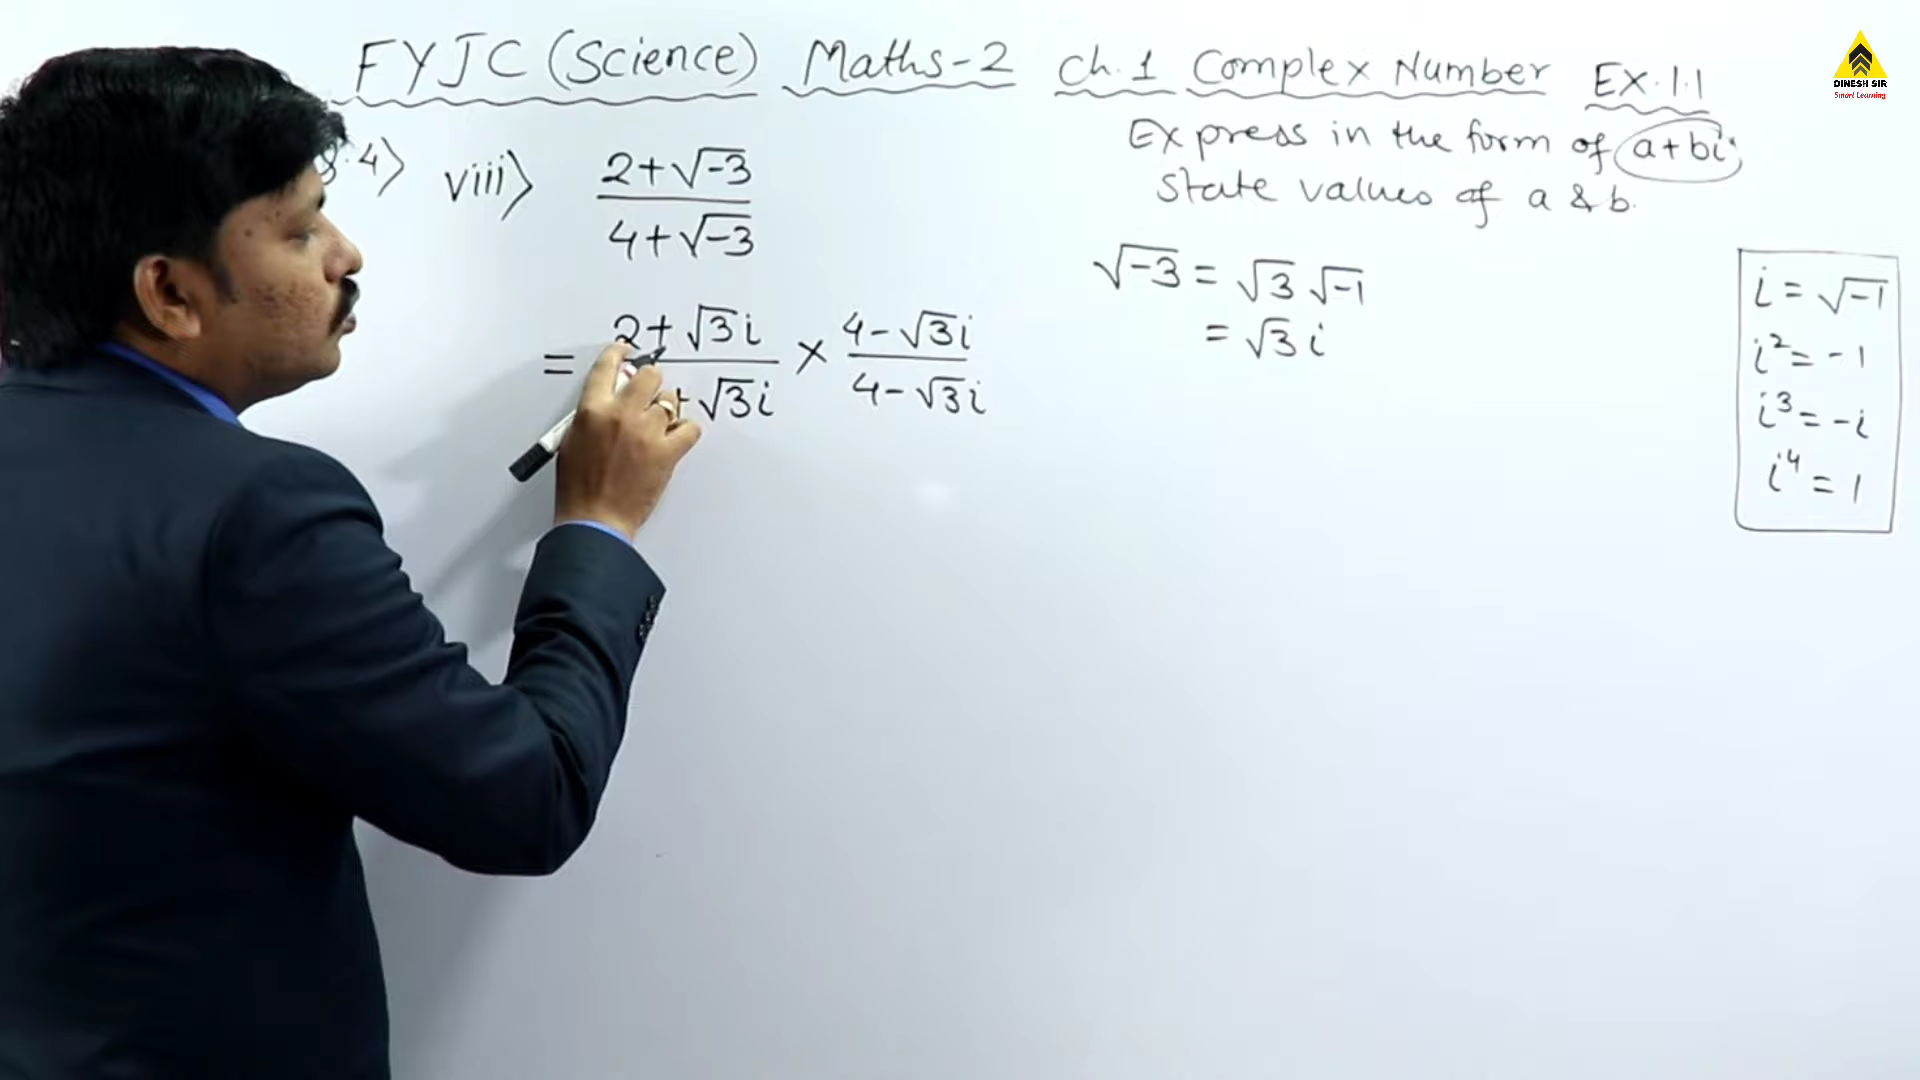 FYJC (Science) Maths-2 Ch.1 Complex Number Ex.1.1
Q.4) viii) 2+√-3
4+√-3
Express in the form of a+bi.
State values of a & b.
= 2+√3i × 4-√3i
+√3i 4-√3i
√-3 = √3 √-1
= √3 i
i = √-1
i² = -1
i³ = -i
i⁴ = 1
DINESH SIR
Smart Learning